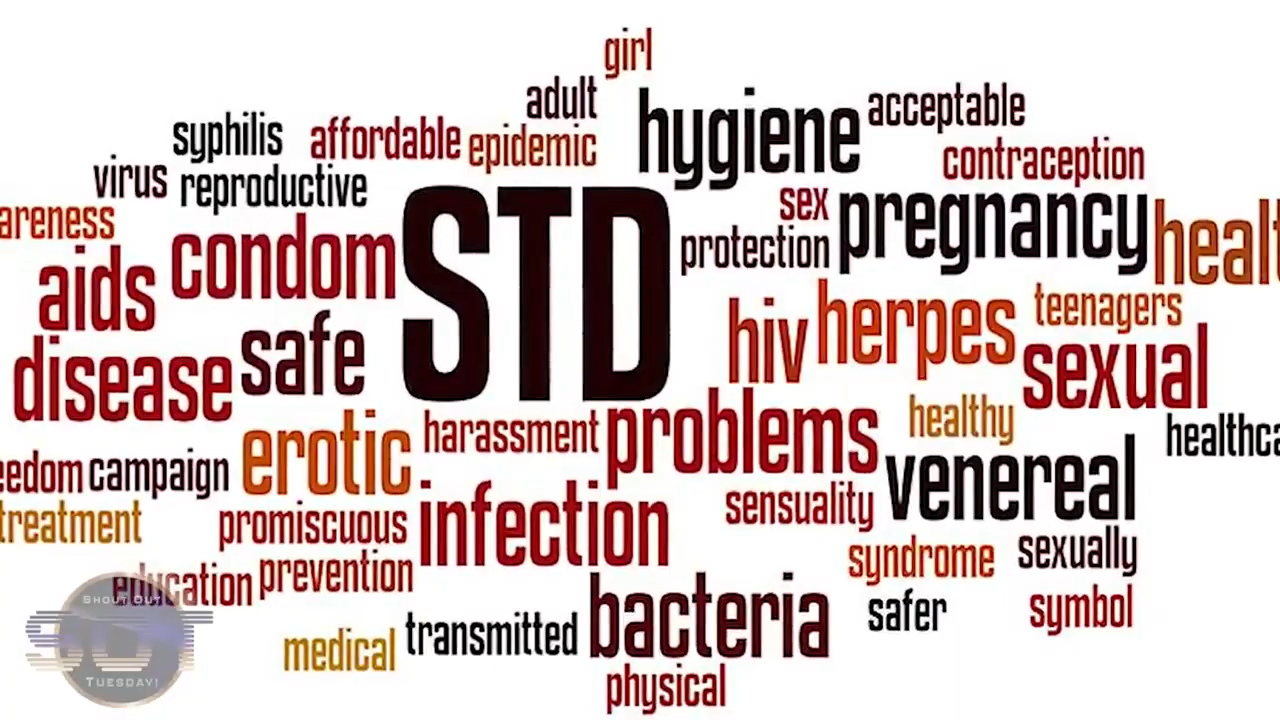 girl
adult
hygiene
acceptable
syphilis
affordable
epidemic
contraception
virus
reproductive
STD
sex
pregnancy
areness
condom
protection
healt
aids
hiv
herpes
teenagers
disease
safe
sexual
erotic
harassment
problems
healthy
healthca
eedom
campaign
venereal
treatment
promiscuous
infection
sensuality
syndrome
sexually
education
prevention
bacteria
safer
symbol
medical
transmitted
physical
SHOUT OUT
SOT
TUESDAY!